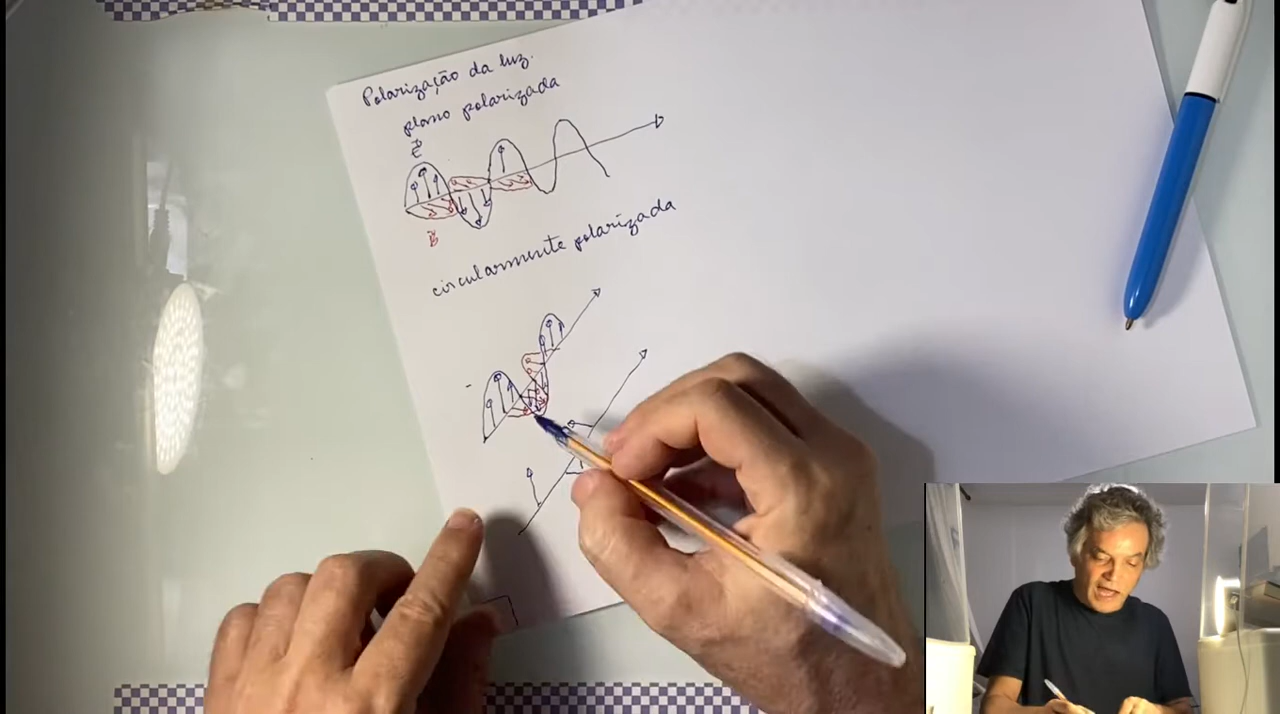 Polarização da luz.
plano polarizada
E
B
circularmente polarizada